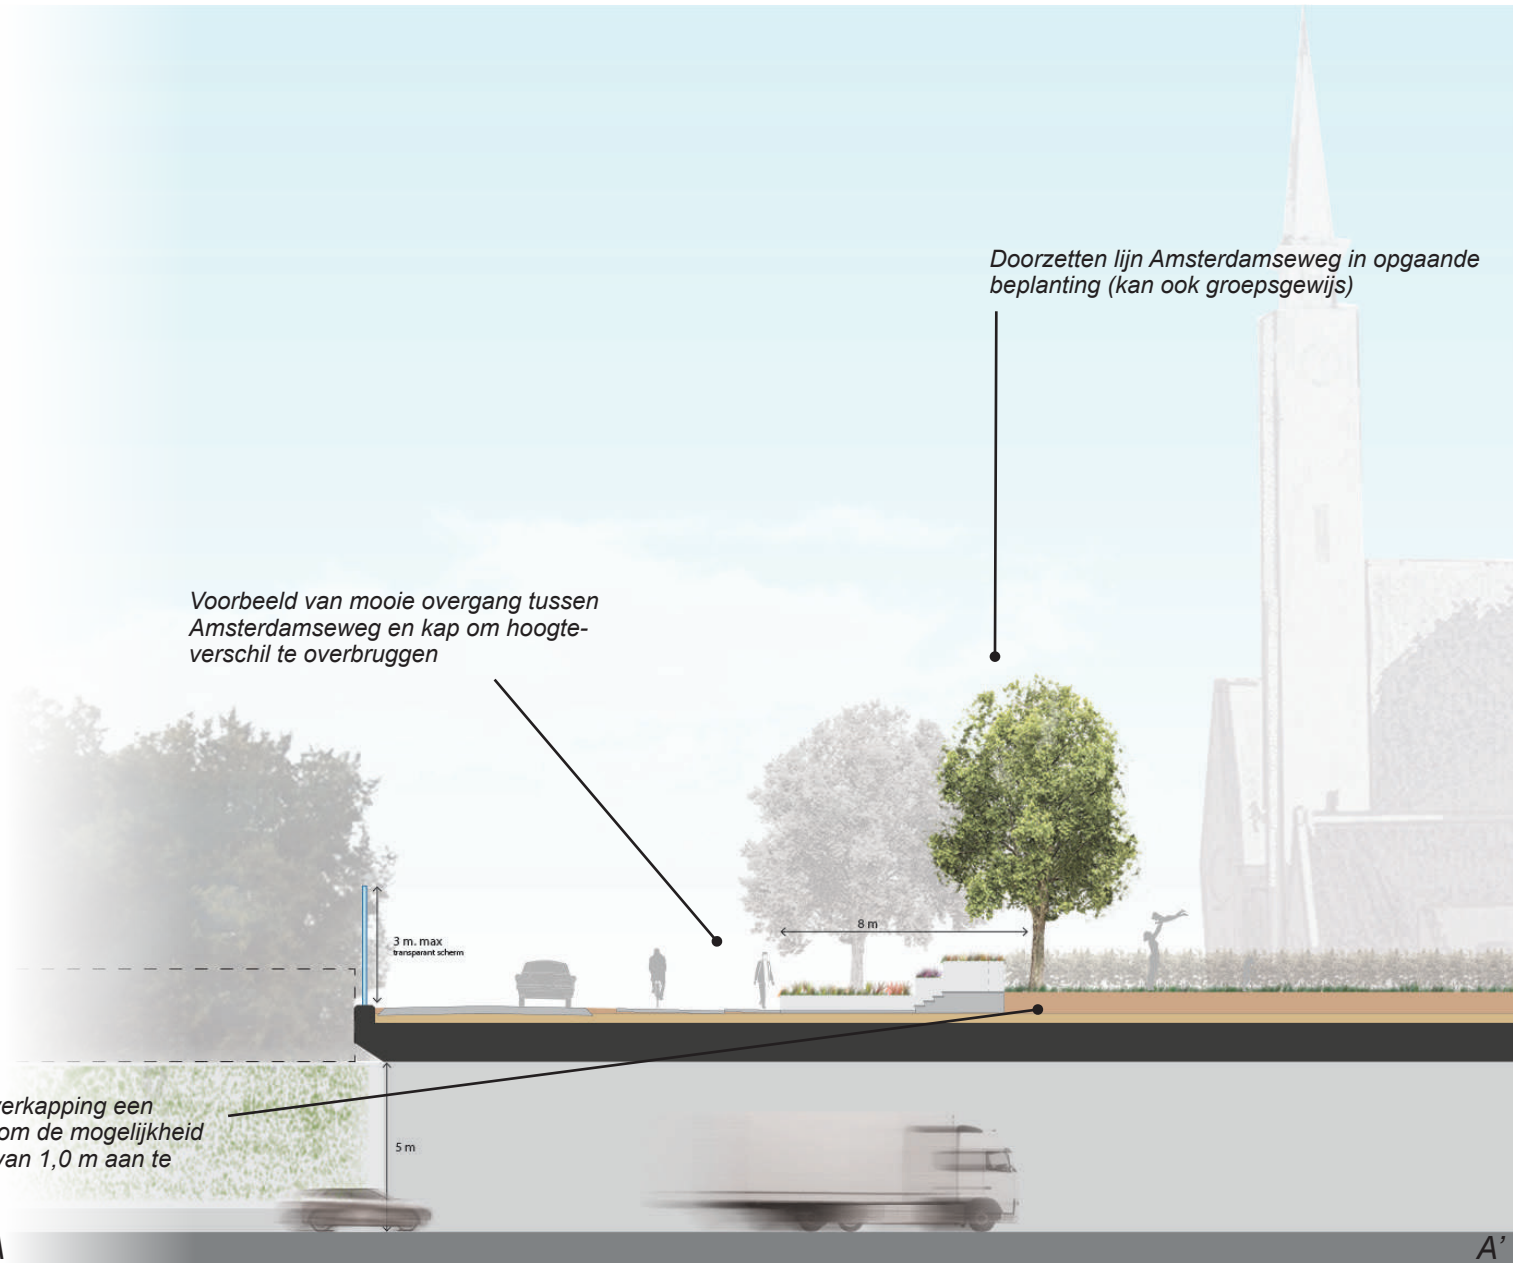 Doorzetten lijn Amsterdamseweg in opgaande
beplanting (kan ook groepsgewijs)
Voorbeeld van mooie overgang tussen
Amsterdamseweg en kap om hoogte-
verschil te overbruggen
3 m. max
transparant scherm
8 m
verkapping een
om de mogelijkheid
van 1,0 m aan te
5 m
A'